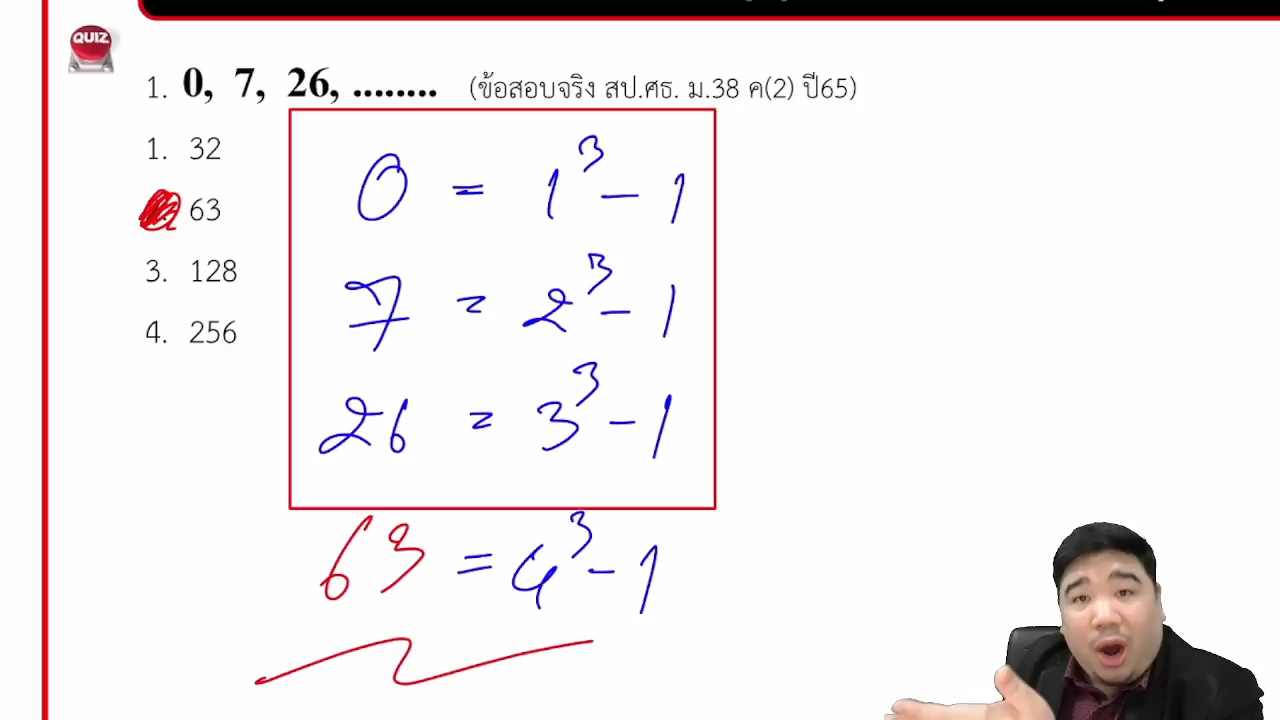 QUIZ
1. 0, 7, 26, ........ (ข้อสอบจริง สป.ศธ. ม.38 ค(2) ปี65)
1. 32
63
3. 128
4. 256
0 = 1³ - 1
7 = 2³ - 1
26 = 3³ - 1
63 = 4³ - 1